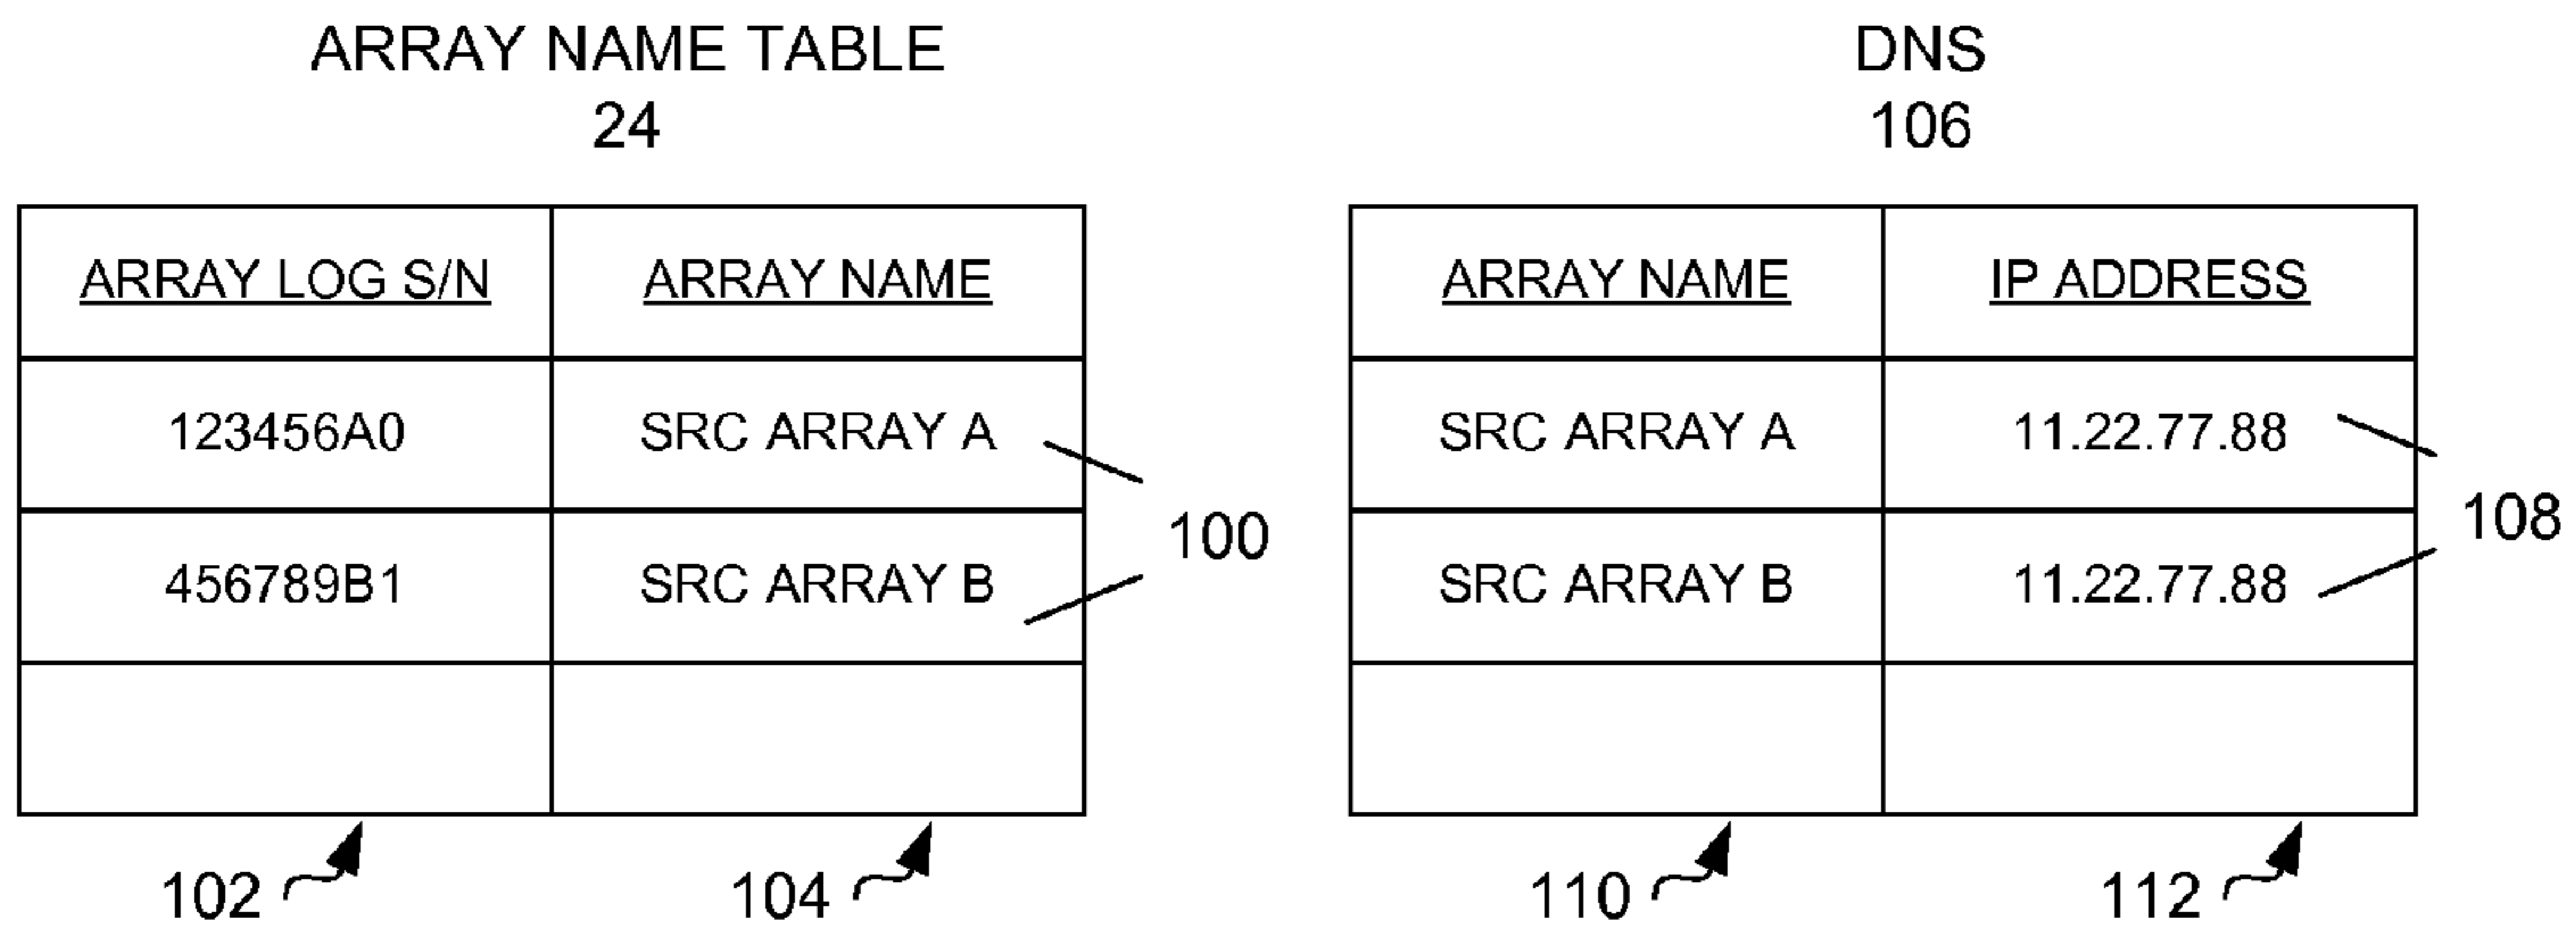 ARRAY NAME TABLE
24
ARRAY LOG S/N ARRAY NAME
123456A0 SRC ARRAY A
456789B1 SRC ARRAY B
100
102
104
DNS
106
ARRAY NAME IP ADDRESS
SRC ARRAY A 11.22.77.88
SRC ARRAY B 11.22.77.88
108
110
112